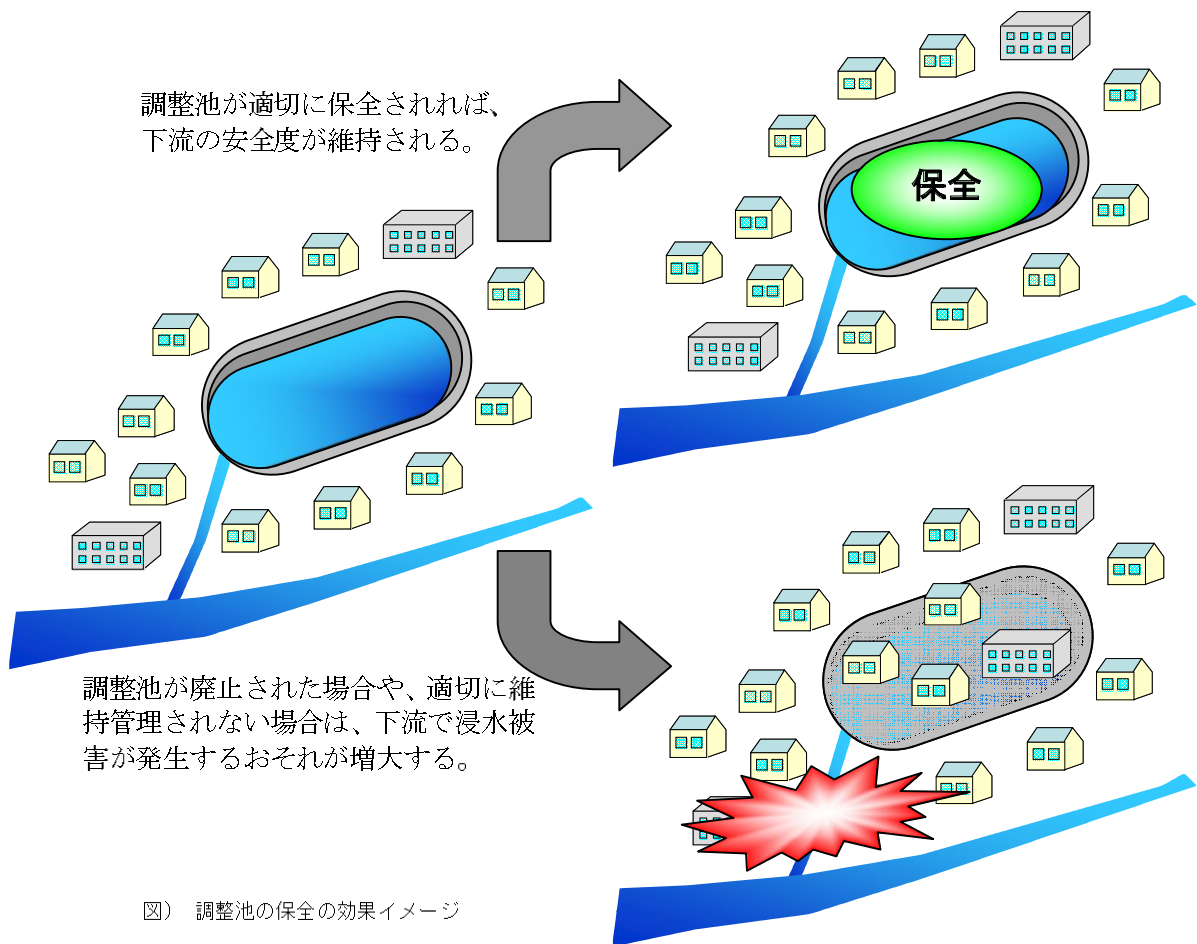 調整池が適切に保全されれば、
下流の安全度が維持される。
保全
調整池が廃止された場合や、適切に維
持管理されない場合は、下流で浸水被
害が発生するおそれが増大する。
図） 調整池の保全の効果イメージ